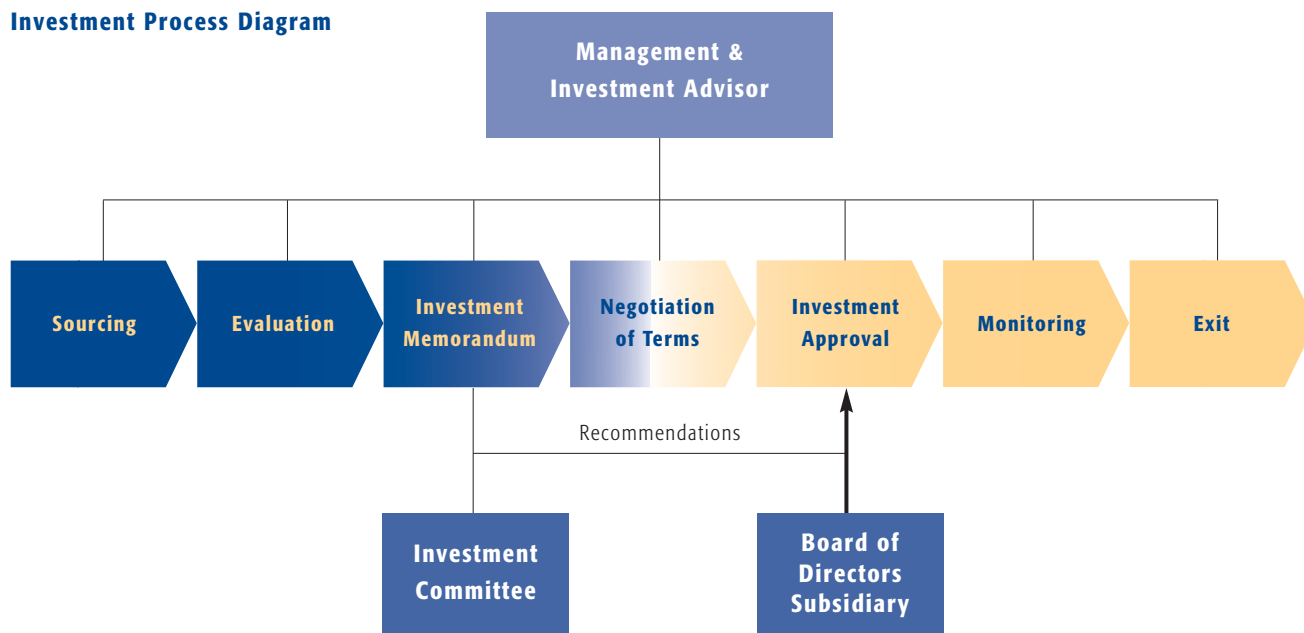 Investment Process Diagram
Management &
Investment Advisor
Sourcing
Evaluation
Investment
Memorandum
Negotiation
of Terms
Investment
Approval
Monitoring
Exit
Recommendations
Investment
Committee
Board of
Directors
Subsidiary